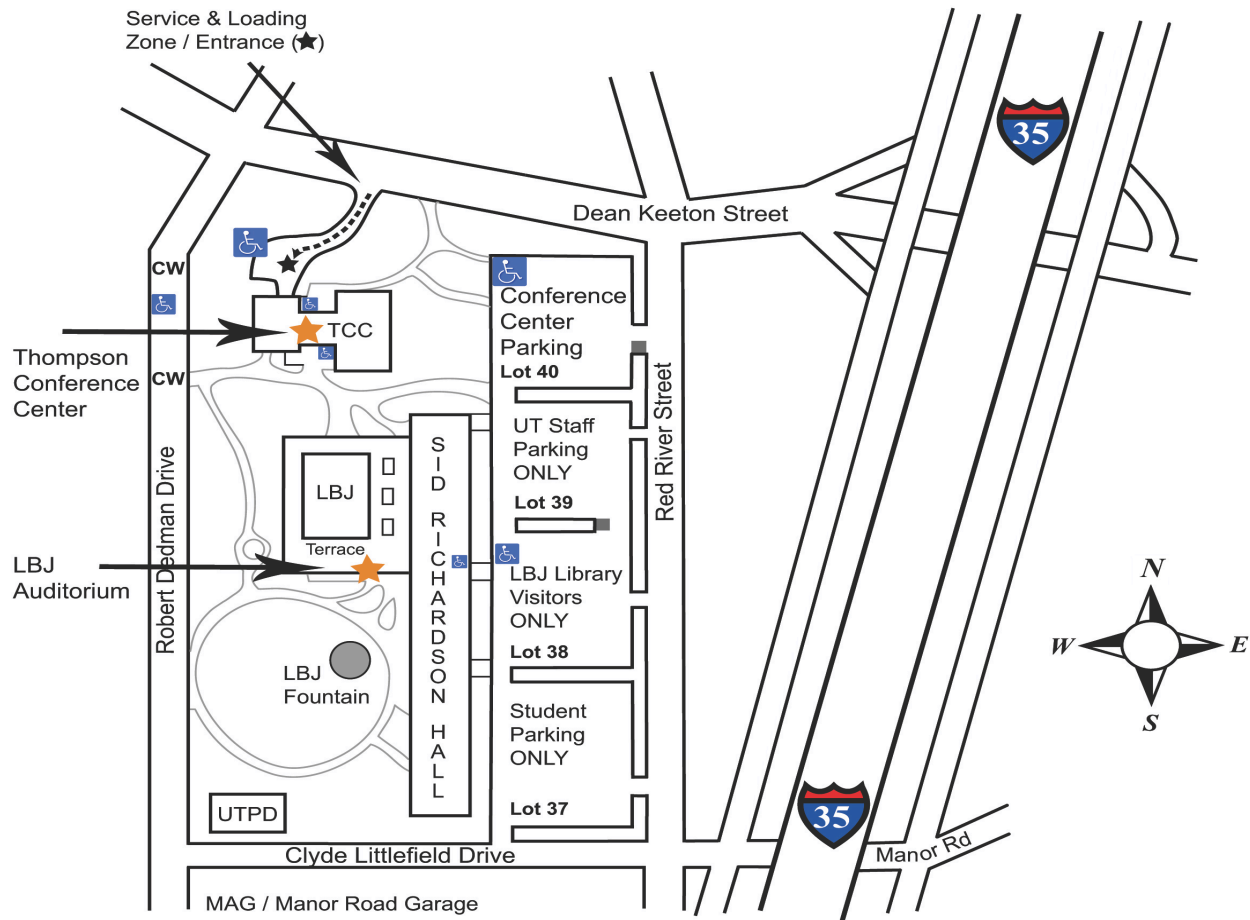 Service & Loading
Zone / Entrance (★)
35
Dean Keeton Street
CW
Conference
Center
Parking
Lot 40
TCC
Thompson
Conference
Center
CW
UT Staff
Parking
ONLY
Lot 39
Red River Street
Robert Dedman Drive
SID RICHARDSON HALL
LBJ
Terrace
LBJ
Auditorium
LBJ Library
Visitors
ONLY
Lot 38
LBJ
Fountain
Student
Parking
ONLY
Lot 37
N
W
E
S
UTPD
35
Manor Rd
Clyde Littlefield Drive
MAG / Manor Road Garage